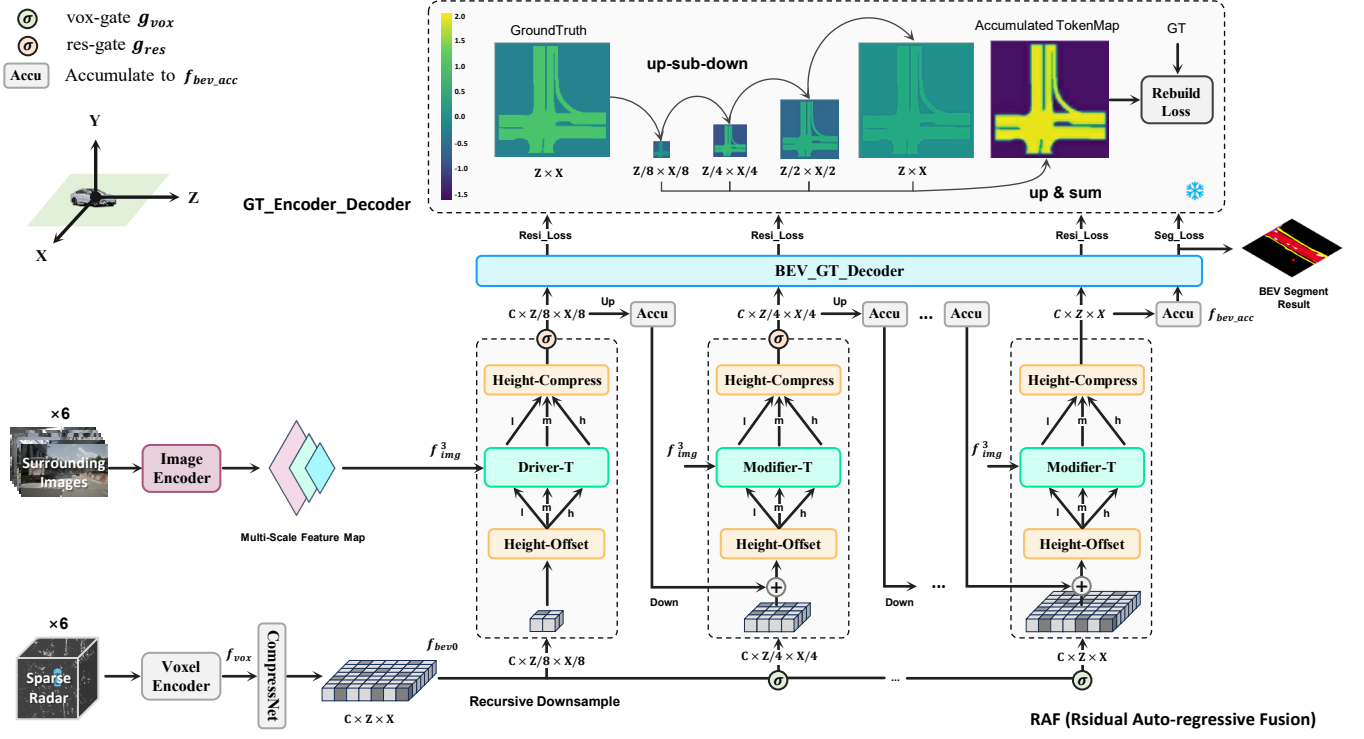 σ vox-gate g_vox
σ res-gate g_res
Accu Accumulate to f_bev_acc
Y
Z
X
GT_Encoder_Decoder
2.0
1.5
1.0
0.5
0.0
-0.5
-1.0
-1.5
GroundTruth
up-sub-down
Accumulated TokenMap
GT
Rebuild
Loss
Z × X
Z/8 × X/8
Z/4 × X/4
Z/2 × X/2
Z × X
up & sum
Resi_Loss
Resi_Loss
Resi_Loss
Seg_Loss
BEV_GT_Decoder
BEV Segment
Result
C × Z/8 × X/8
Up
Accu
C × Z/4 × X/4
Up
Accu
...
Accu
C × Z × X
Accu
f_bev_acc
σ
σ
Height-Compress
Height-Compress
Height-Compress
l m h
l m h
l m h
×6
Surrounding
Images
Image
Encoder
Multi-Scale Feature Map
f^3_img
Driver-T
f^3_img
Modifier-T
f^3_img
Modifier-T
l m h
l m h
l m h
Height-Offset
Height-Offset
Height-Offset
Down
+
Down
...
+
×6
Sparse
Radar
Voxel
Encoder
f_vox
CompressNet
f_bev0
C × Z × X
C × Z/8 × X/8
C × Z/4 × X/4
C × Z × X
Recursive Downsample
σ
...
σ
RAF (Rsidual Auto-regressive Fusion)